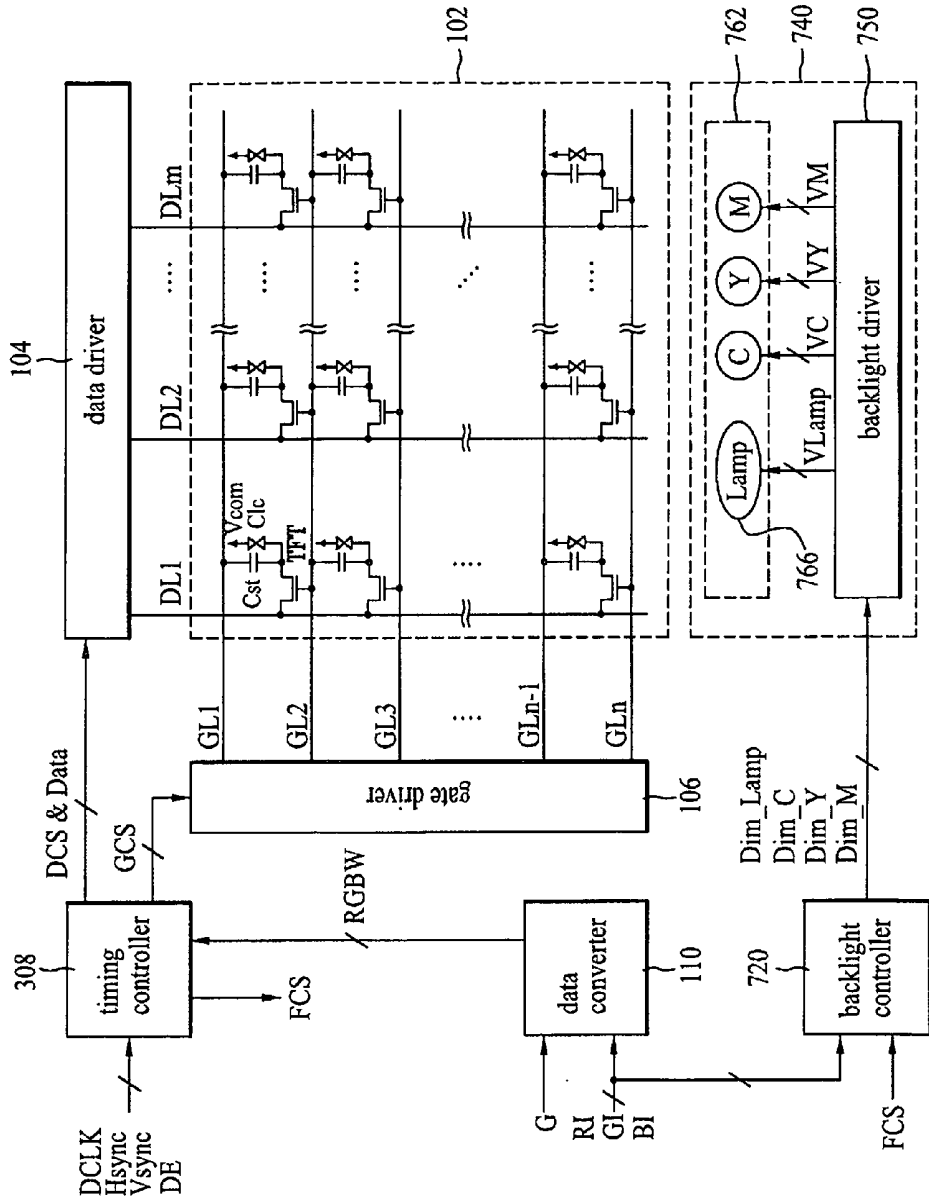 104
data driver
DCS & Data
GCS
308
timing
controller
DCLK
Hsync
Vsync
DE
FCS
RGBW
DL1
DL2
DLm
....
102
Vcom
Clc
Cst
TFT
....
....
....
....
....
....
GL1
GL2
GL3
....
GLn-1
GLn
gate driver
106
G
RI
GI
BI
data
converter
110
FCS
720
backlight
controller
Dim_Lamp
Dim_C
Dim_Y
Dim_M
762
740
750
Lamp
C
Y
M
766
VLamp
VC
VY
VM
backlight driver